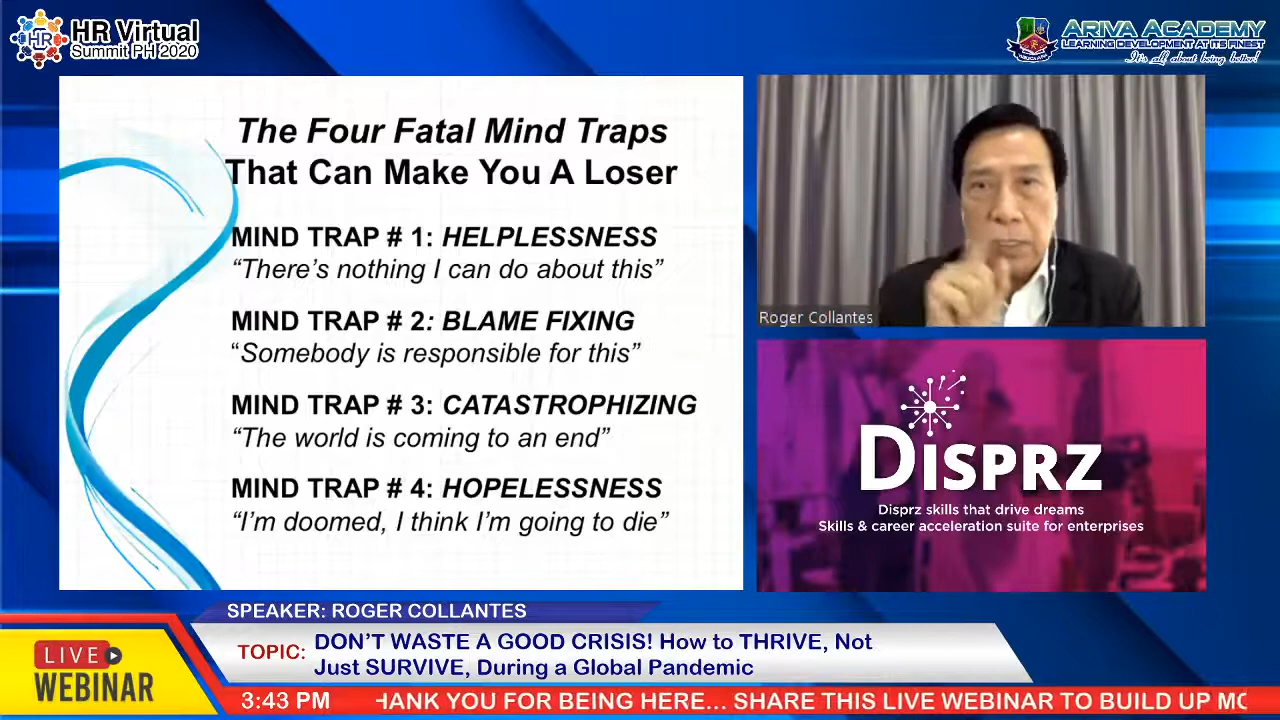 HR
HR Virtual
Summit PH 2020
ARIVA ACADEMY
LEARNING DEVELOPMENT AT ITS FINEST
It's all about being better!
The Four Fatal Mind Traps
That Can Make You A Loser
MIND TRAP # 1: HELPLESSNESS
“There’s nothing I can do about this”
MIND TRAP # 2: BLAME FIXING
“Somebody is responsible for this”
MIND TRAP # 3: CATASTROPHIZING
“The world is coming to an end”
MIND TRAP # 4: HOPELESSNESS
“I’m doomed, I think I’m going to die”
Roger Collantes
DISPRZ
Disprz skills that drive dreams
Skills & career acceleration suite for enterprises
SPEAKER: ROGER COLLANTES
TOPIC: DON’T WASTE A GOOD CRISIS! How to THRIVE, Not
Just SURVIVE, During a Global Pandemic
LIVE
WEBINAR
3:43 PM HANK YOU FOR BEING HERE... SHARE THIS LIVE WEBINAR TO BUILD UP